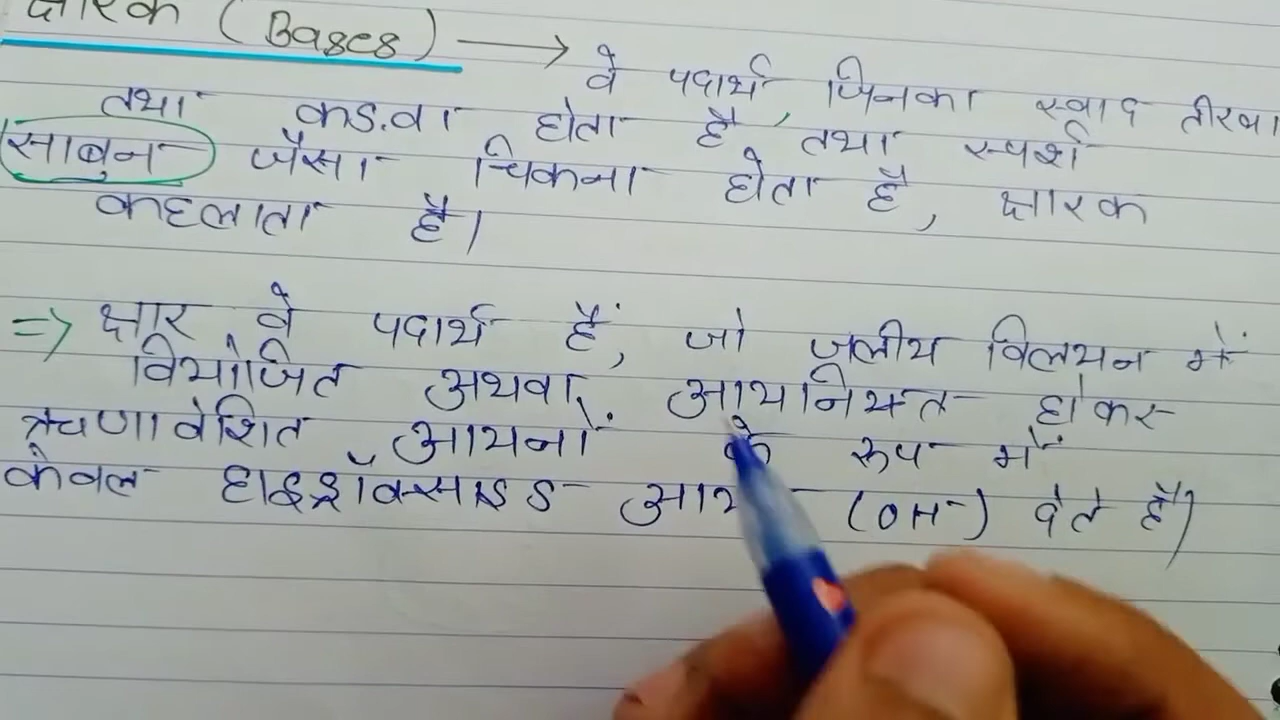 क्षारक (Bases) ⟶
वे पदार्थ, जिनका स्वाद तीखा
तथा कड़वा होता है, तथा स्पर्श
साबुन जैसा चिकना होता है, क्षारक
कहलाता है।
⇒ क्षार वे पदार्थ हैं, जो जलीय विलयन में
वियोजित अथवा आयनित होकर
ऋणावेशित आयनों के रूप में
केवल हाइड्रॉक्साइड आयन (OH⁻) देते हैं।